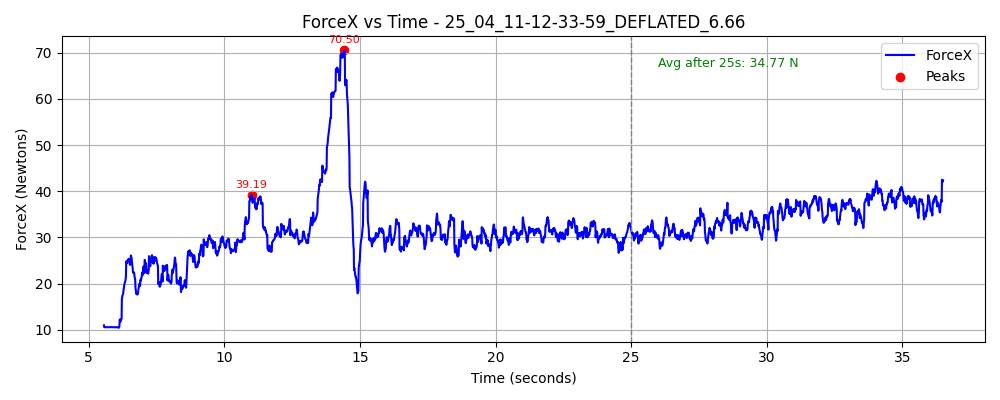 ForceX vs Time - 25_04_11-12-33-59_DEFLATED_6.66
70.50
39.19
Avg after 25s: 34.77 N
ForceX
Peaks
ForceX (Newtons)
70
60
50
40
30
20
10
5
10
15
20
25
30
35
Time (seconds)